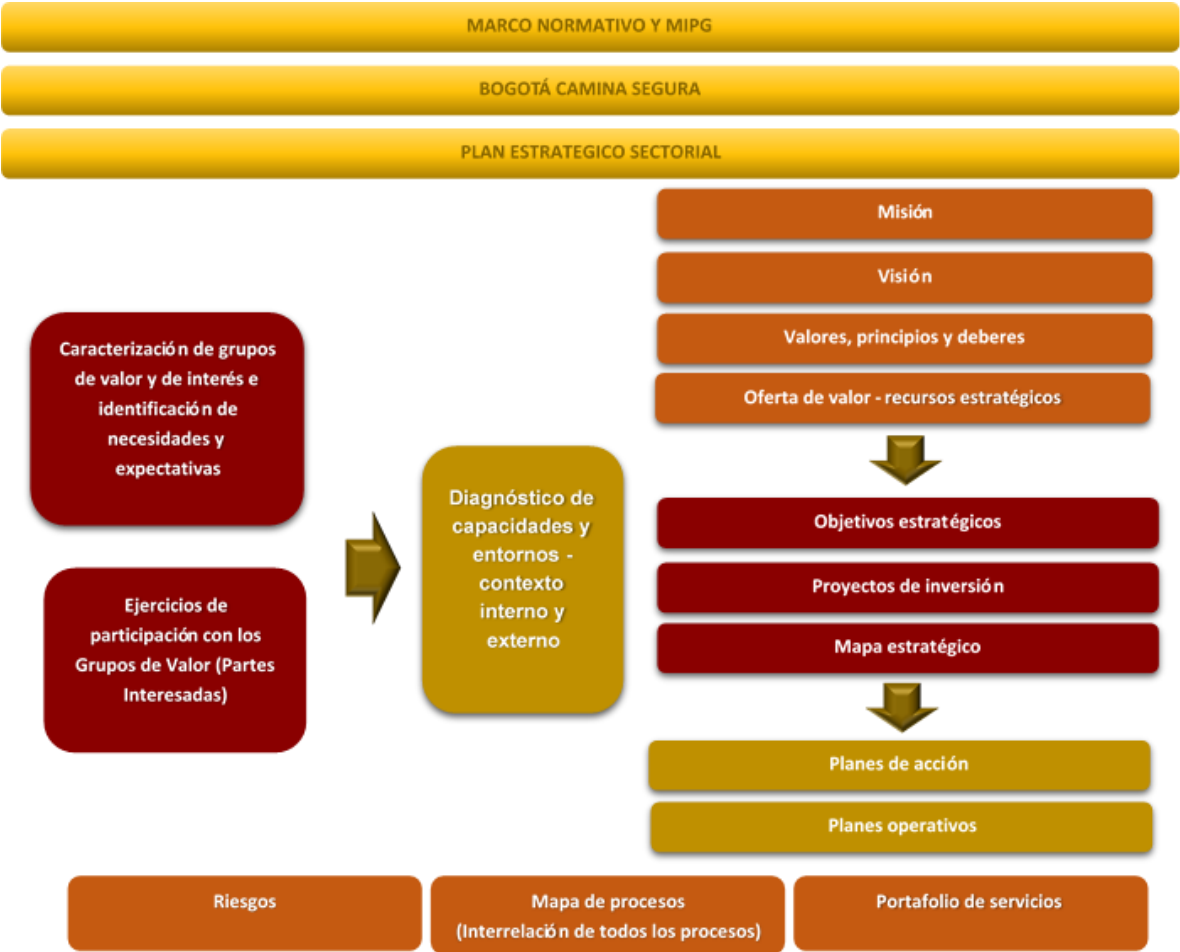 MARCO NORMATIVO Y MIPG
BOGOTÁ CAMINA SEGURA
PLAN ESTRATEGICO SECTORIAL
Caracterización de grupos
de valor y de interés e
identificación de
necesidades y
expectativas
Ejercicios de
participación con los
Grupos de Valor (Partes
Interesadas)
Diagnóstico de
capacidades y
entornos -
contexto
interno y
externo
Misión
Visión
Valores, principios y deberes
Oferta de valor - recursos estratégicos
Objetivos estratégicos
Proyectos de inversión
Mapa estratégico
Planes de acción
Planes operativos
Riesgos
Mapa de procesos
(Interrelación de todos los procesos)
Portafolio de servicios